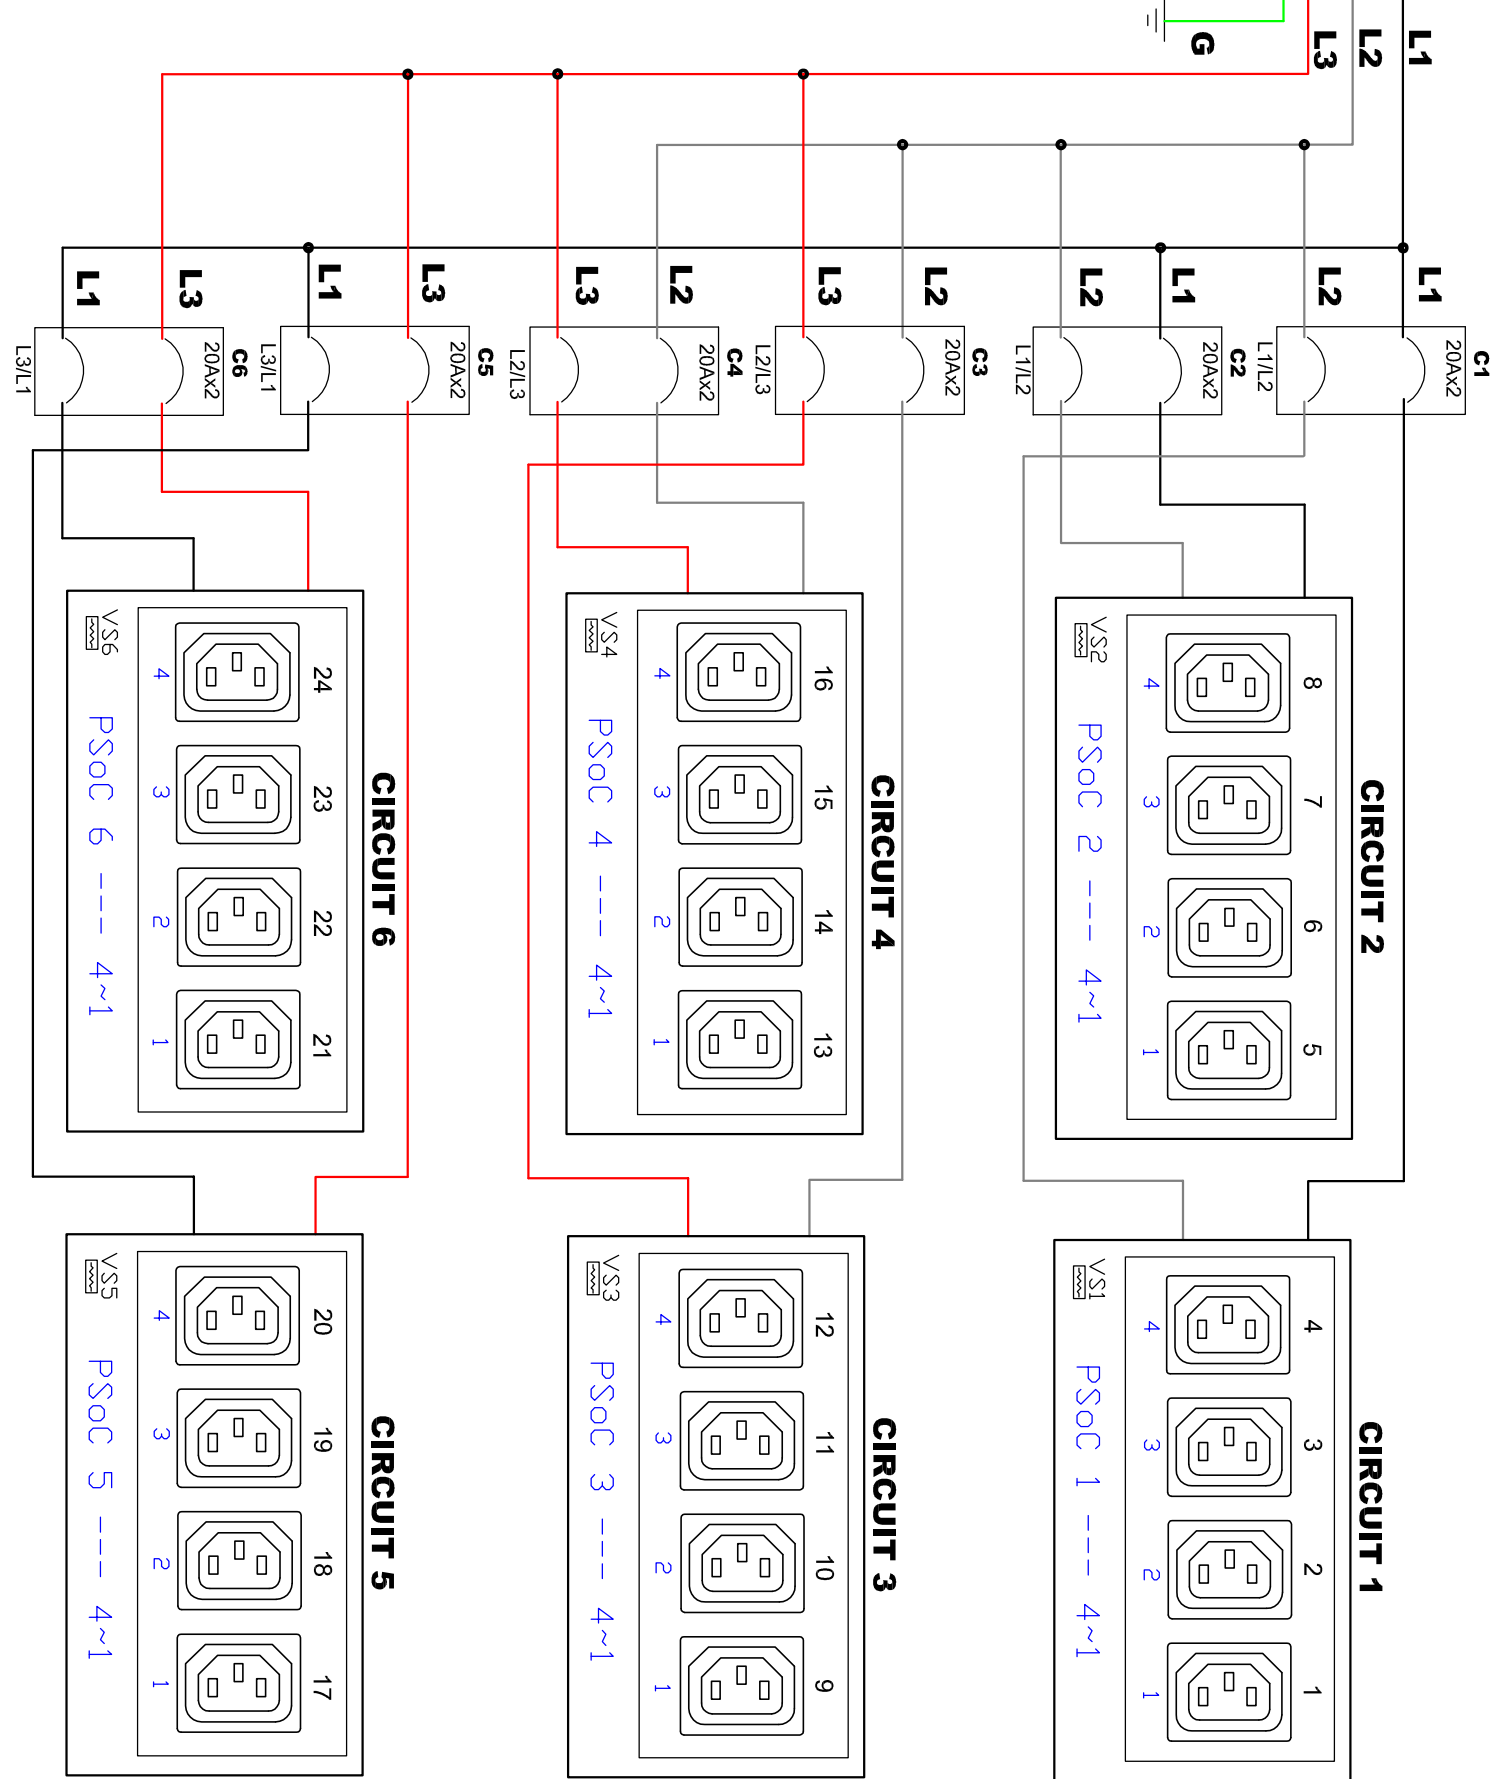 G
L3
L2
L1
L1
L3
L1
L3
L3
L2
L3
L2
L2
L1
L2
L1
L3/L1
20Ax2
C6
L3/L1
20Ax2
C5
L2/L3
20Ax2
C4
L2/L3
20Ax2
C3
L1/L2
20Ax2
C2
L1/L2
20Ax2
C1
CIRCUIT 6
24
23
22
21
4
3
2
1
VS6
PSoC 6 --- 4~1
CIRCUIT 4
16
15
14
13
4
3
2
1
VS4
PSoC 4 --- 4~1
CIRCUIT 2
8
7
6
5
4
3
2
1
VS2
PSoC 2 --- 4~1
CIRCUIT 5
20
19
18
17
4
3
2
1
VS5
PSoC 5 --- 4~1
CIRCUIT 3
12
11
10
9
4
3
2
1
VS3
PSoC 3 --- 4~1
CIRCUIT 1
4
3
2
1
4
3
2
1
VS1
PSoC 1 --- 4~1